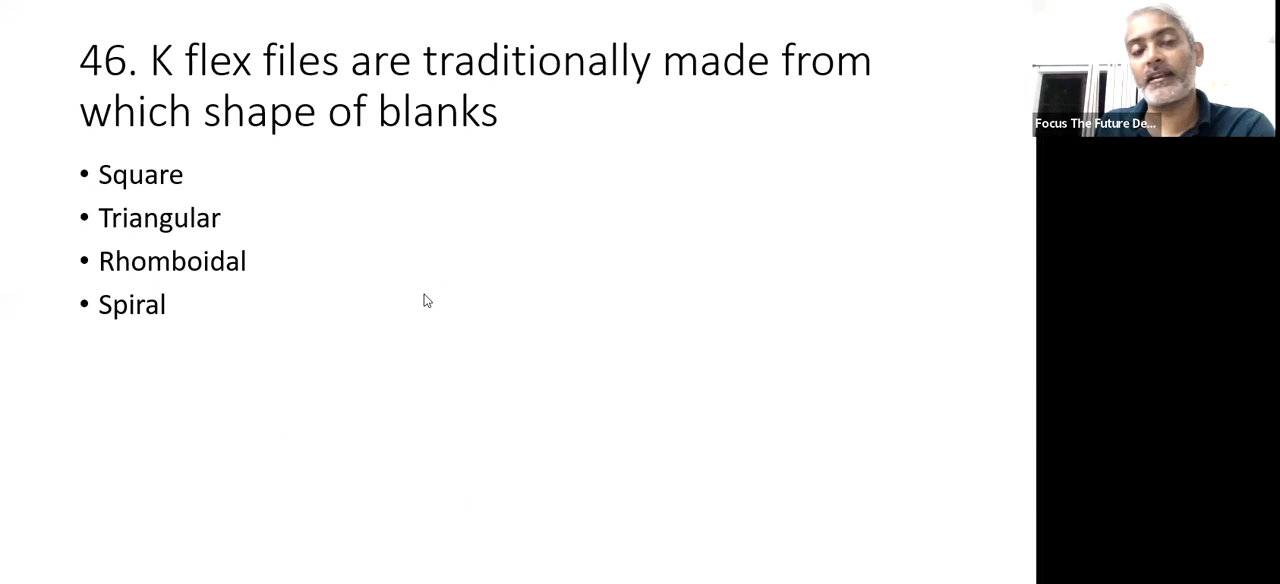 46. K flex files are traditionally made from
which shape of blanks
• Square
• Triangular
• Rhomboidal
• Spiral
Focus The Future De...